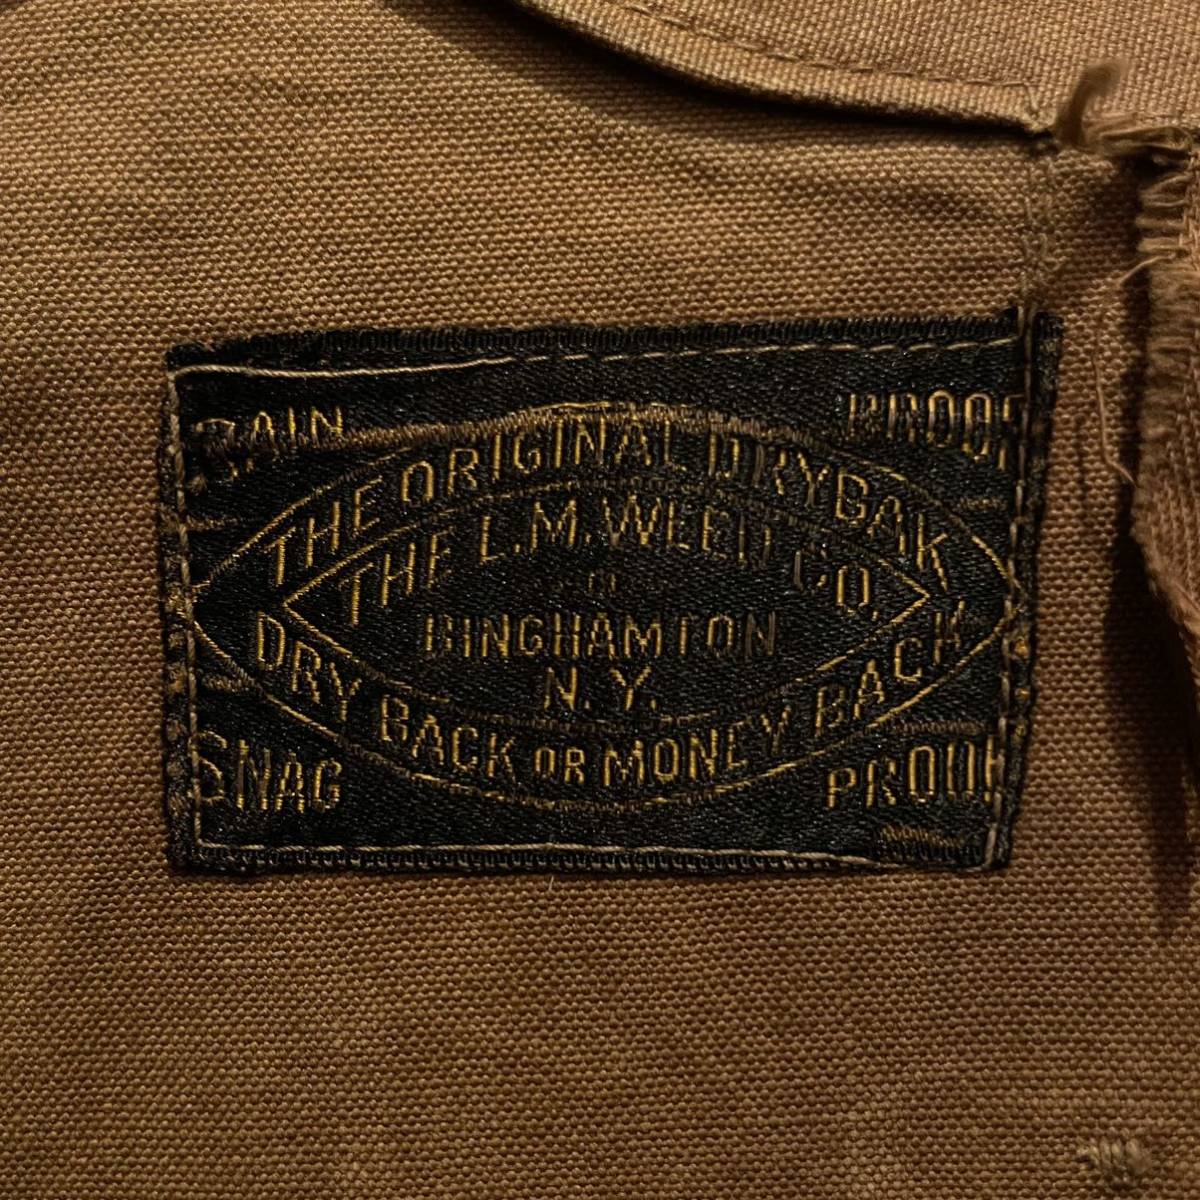 RAIN PROOF
THE ORIGINAL DRYBAK
THE L.M. WEED CO.
BINGHAMTON
N.Y.
DRY BACK OR MONEY BACK
SNAG PROOF